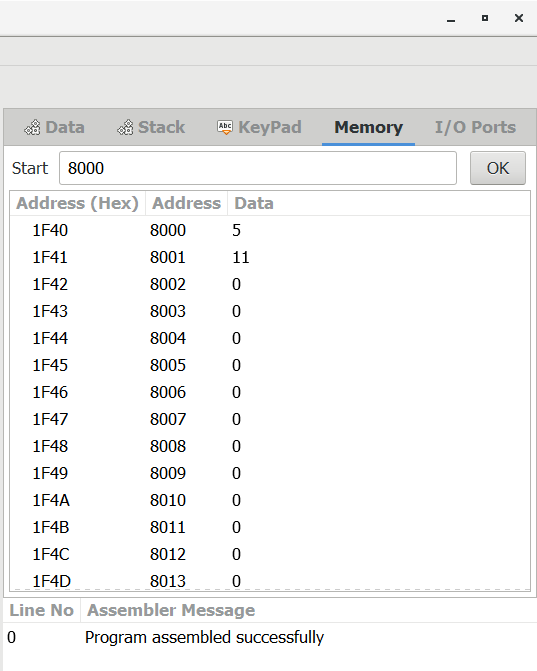 Data Stack Abc KeyPad Memory I/O Ports
Start 8000 OK
Address (Hex) Address Data
1F40 8000 5
1F41 8001 11
1F42 8002 0
1F43 8003 0
1F44 8004 0
1F45 8005 0
1F46 8006 0
1F47 8007 0
1F48 8008 0
1F49 8009 0
1F4A 8010 0
1F4B 8011 0
1F4C 8012 0
1F4D 8013 0
Line No Assembler Message
0 Program assembled successfully